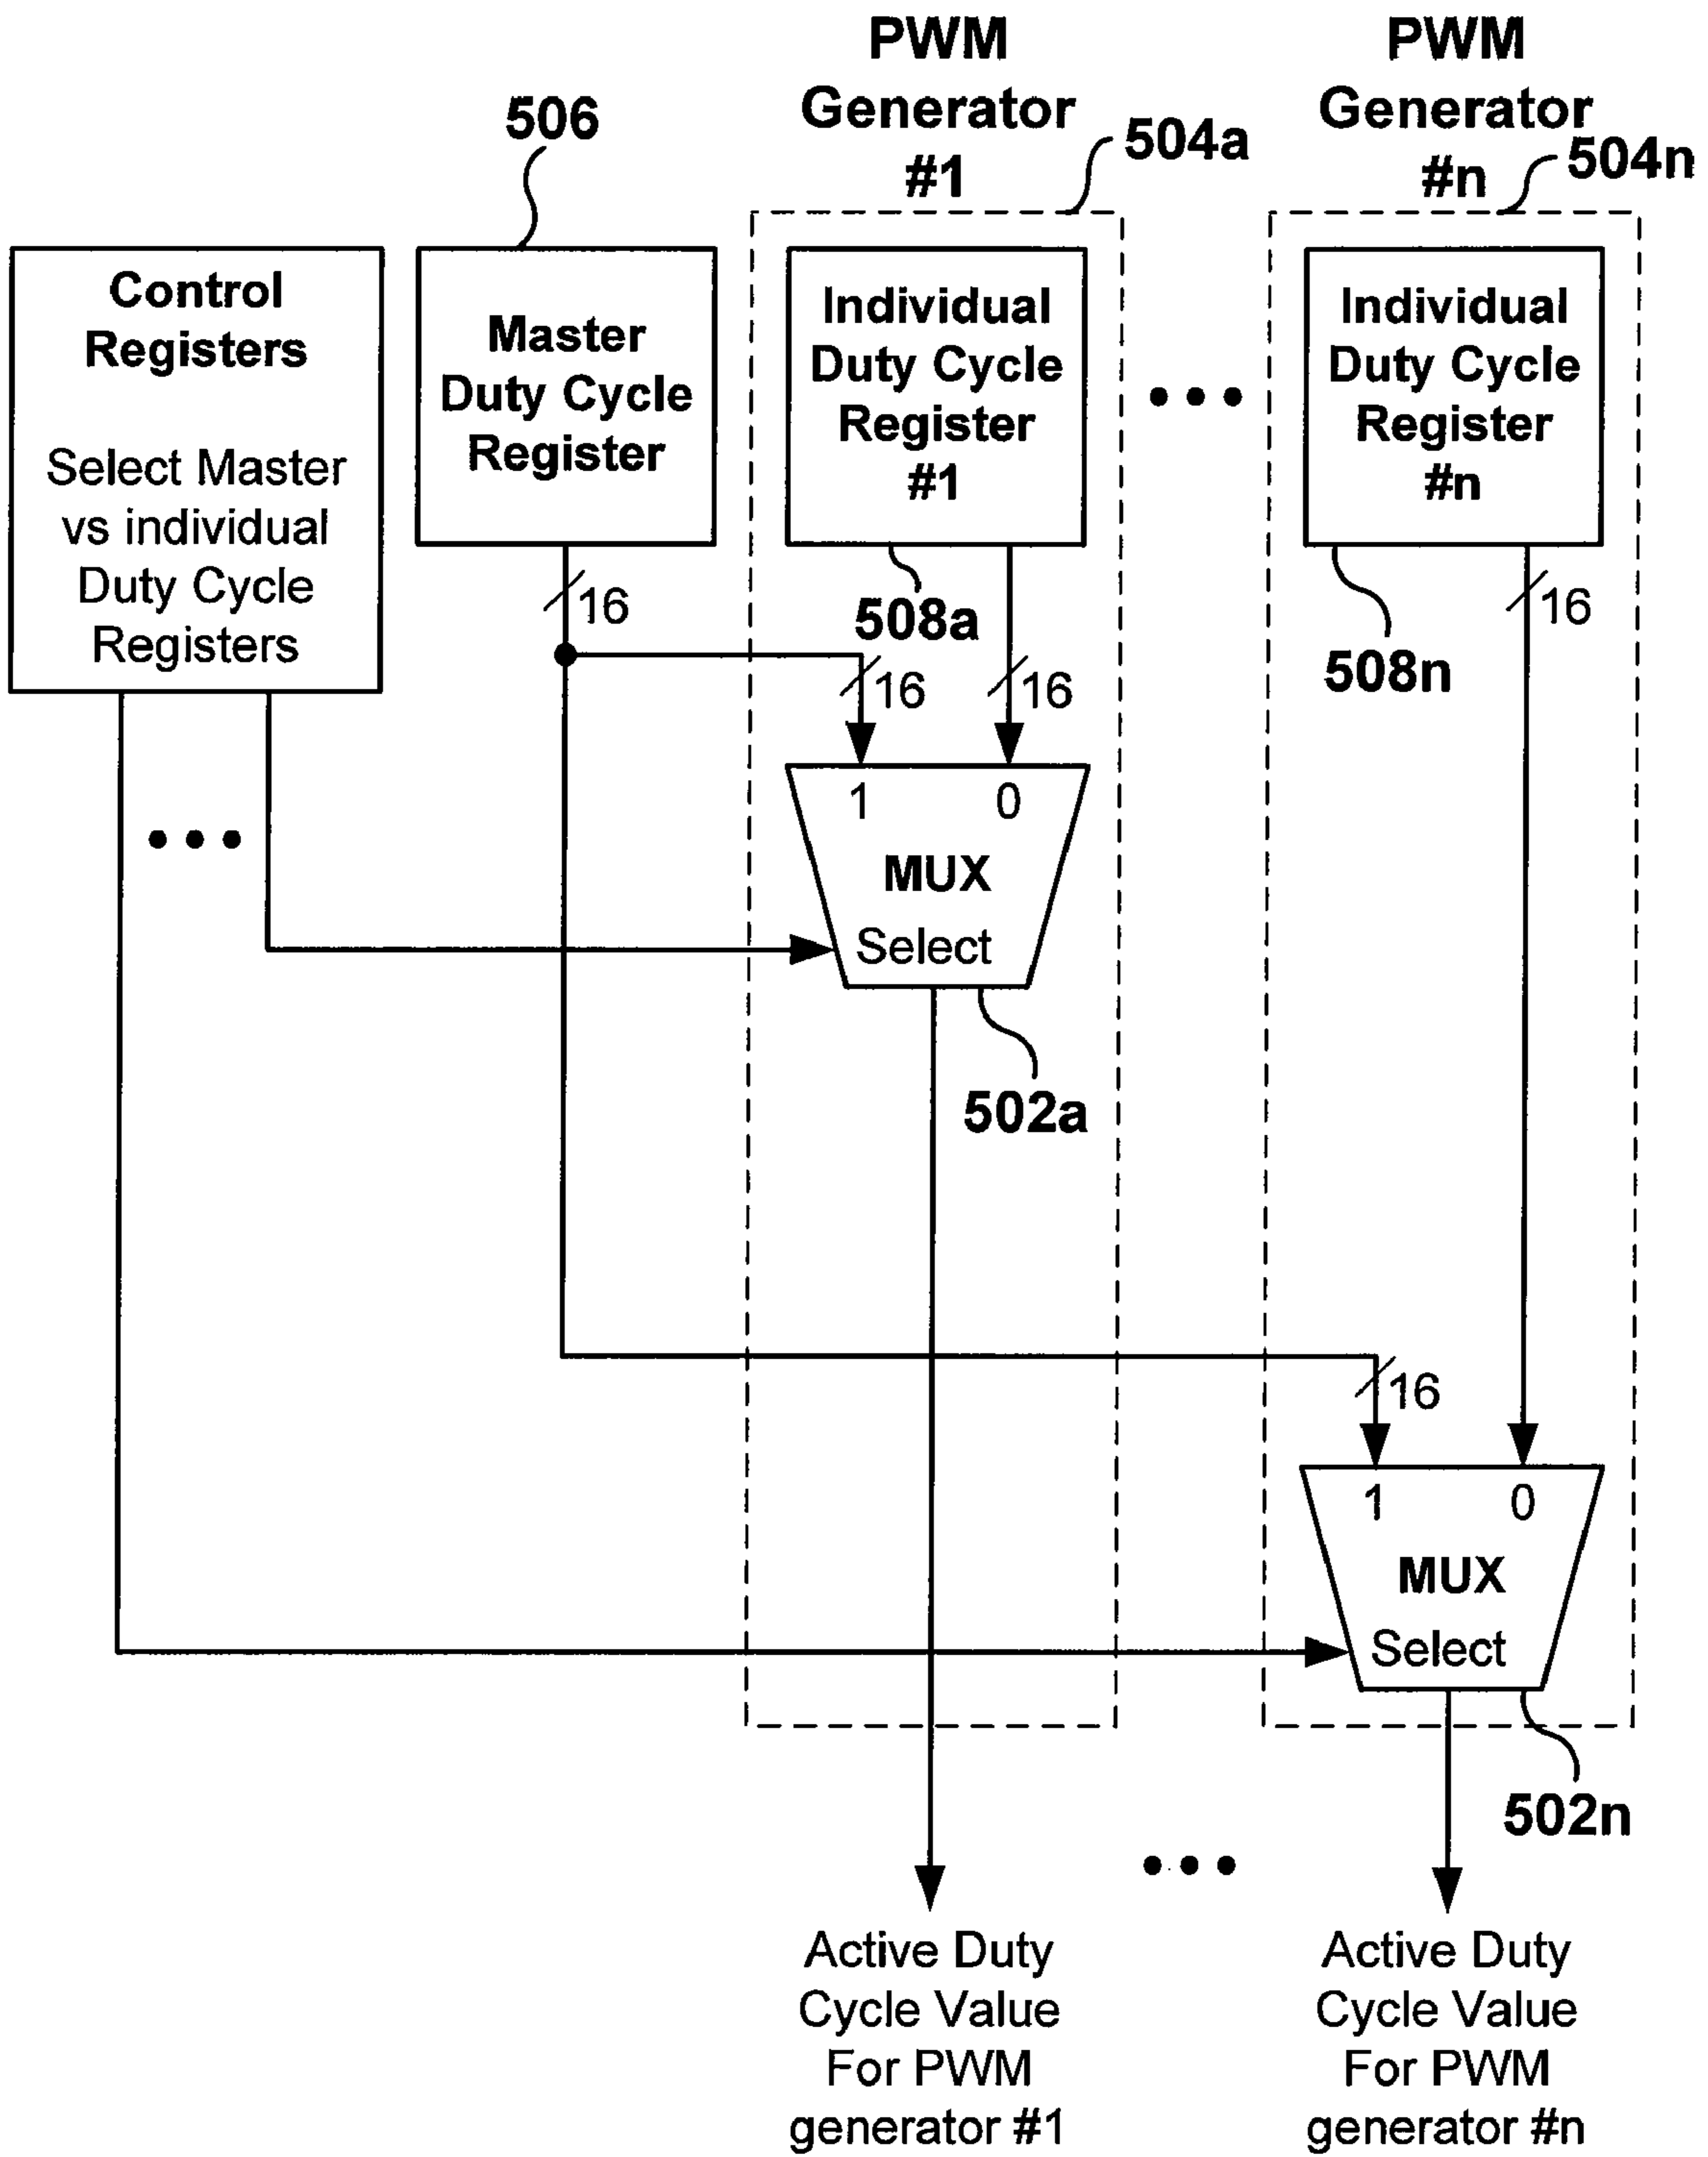 PWM
Generator
#1
PWM
Generator
#n
506
504a
504n
Control
Registers
Select Master
vs individual
Duty Cycle
Registers
Master
Duty Cycle
Register
Individual
Duty Cycle
Register
#1
Individual
Duty Cycle
Register
#n
16
508a
16
508n
16
16
1 0
MUX
Select
502a
16
1 0
MUX
Select
502n
Active Duty
Cycle Value
For PWM
generator #1
Active Duty
Cycle Value
For PWM
generator #n